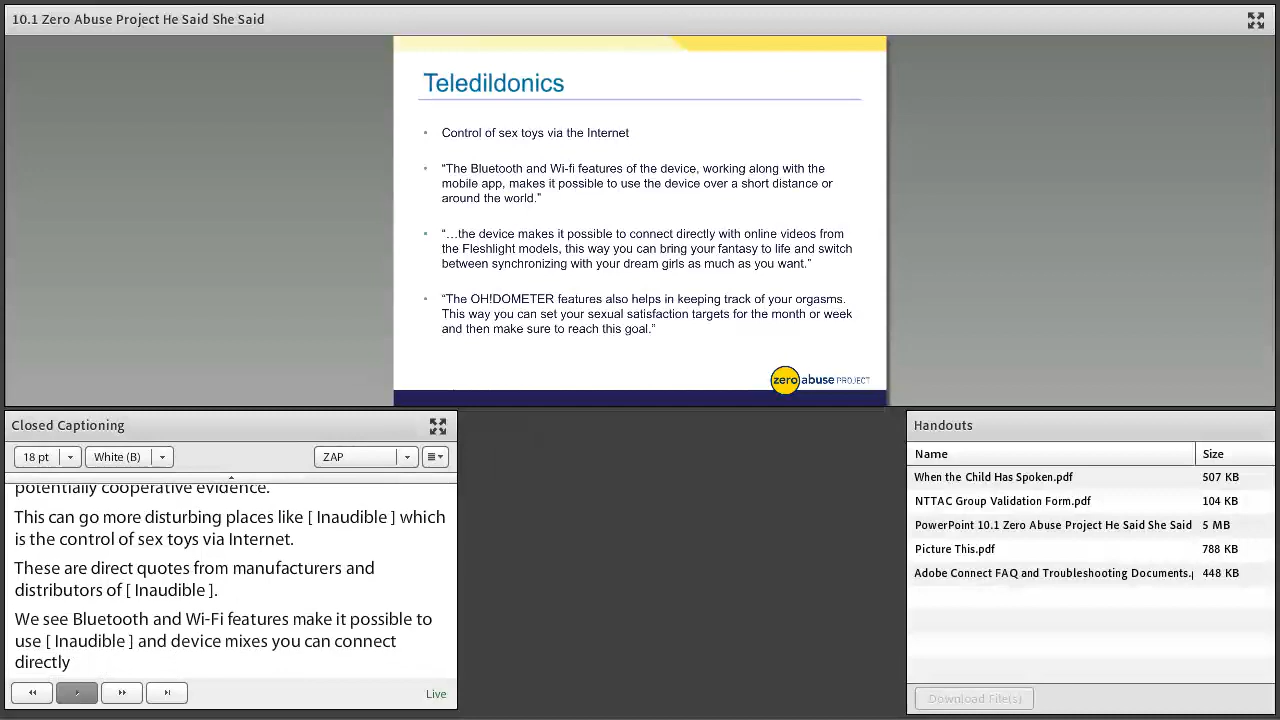 10.1 Zero Abuse Project He Said She Said
Teledildonics
• Control of sex toys via the Internet
• “The Bluetooth and Wi-fi features of the device, working along with the
mobile app, makes it possible to use the device over a short distance or
around the world.”
• “…the device makes it possible to connect directly with online videos from
the Fleshlight models, this way you can bring your fantasy to life and switch
between synchronizing with your dream girls as much as you want.”
• “The OH!DOMETER features also helps in keeping track of your orgasms.
This way you can set your sexual satisfaction targets for the month or week
and then make sure to reach this goal.”
zero abuse PROJECT
Closed Captioning
18 pt White (B) ZAP
potentially cooperative evidence.
This can go more disturbing places like [ Inaudible ] which
is the control of sex toys via Internet.
These are direct quotes from manufacturers and
distributors of [ Inaudible ].
We see Bluetooth and Wi-Fi features make it possible to
use [ Inaudible ] and device mixes you can connect
directly
Live
Handouts
Name Size
When the Child Has Spoken.pdf 507 KB
NTTAC Group Validation Form.pdf 104 KB
PowerPoint 10.1 Zero Abuse Project He Said She Said 5 MB
Picture This.pdf 788 KB
Adobe Connect FAQ and Troubleshooting Documents.p 448 KB
Download File(s)